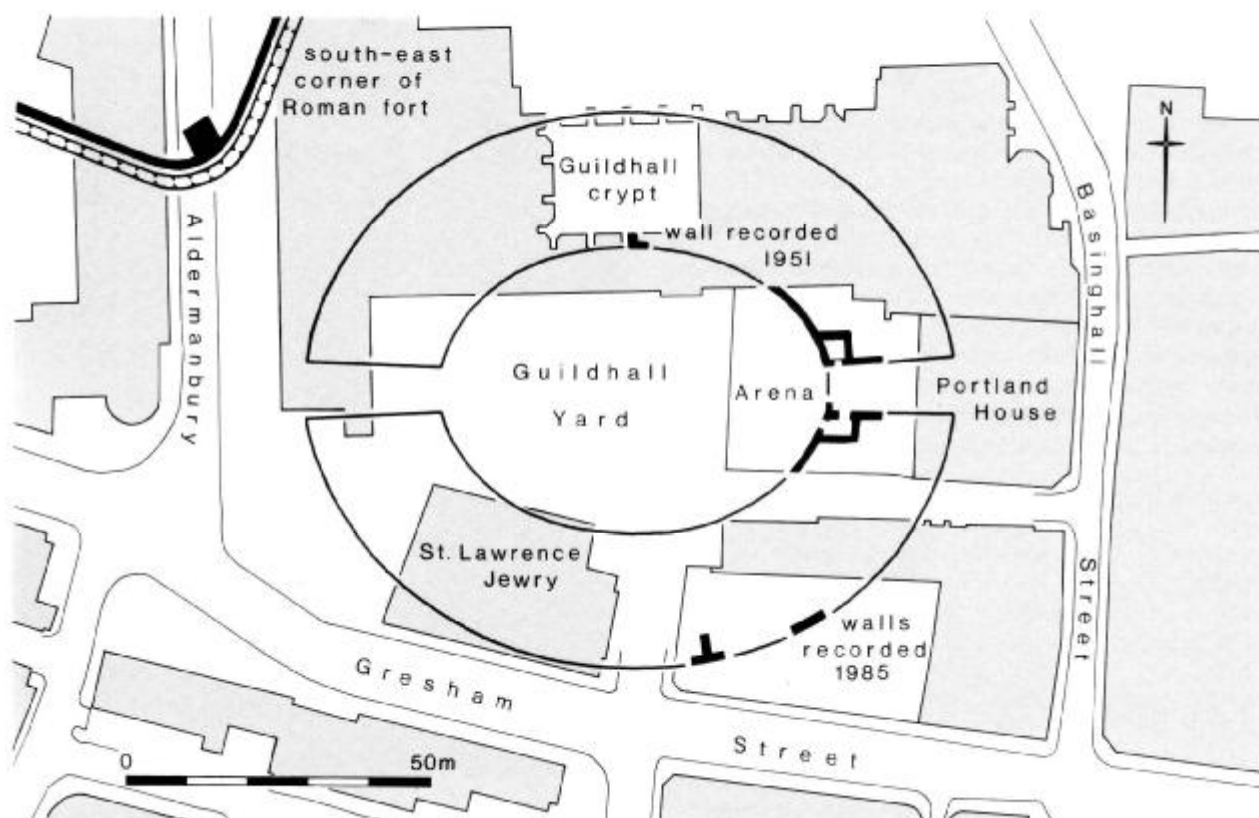 south-east
corner of
Roman fort
N
Guildhall
crypt
wall recorded
1951
Aldermanbury
Basinghall
Street
Guildhall
Yard
Arena
Portland
House
St. Lawrence
Jewry
walls
recorded
1985
Gresham
Street
0 50m